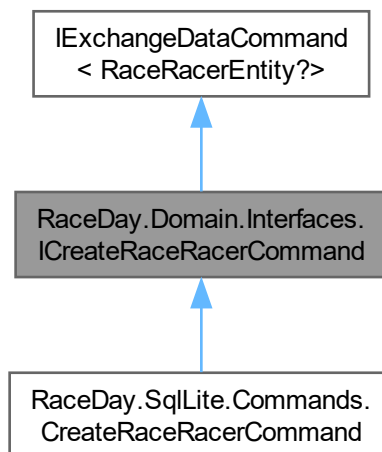 IExchangeDataCommand
< RaceRacerEntity?>
RaceDay.Domain.Interfaces.
ICreateRaceRacerCommand
RaceDay.SqlLite.Commands.
CreateRaceRacerCommand